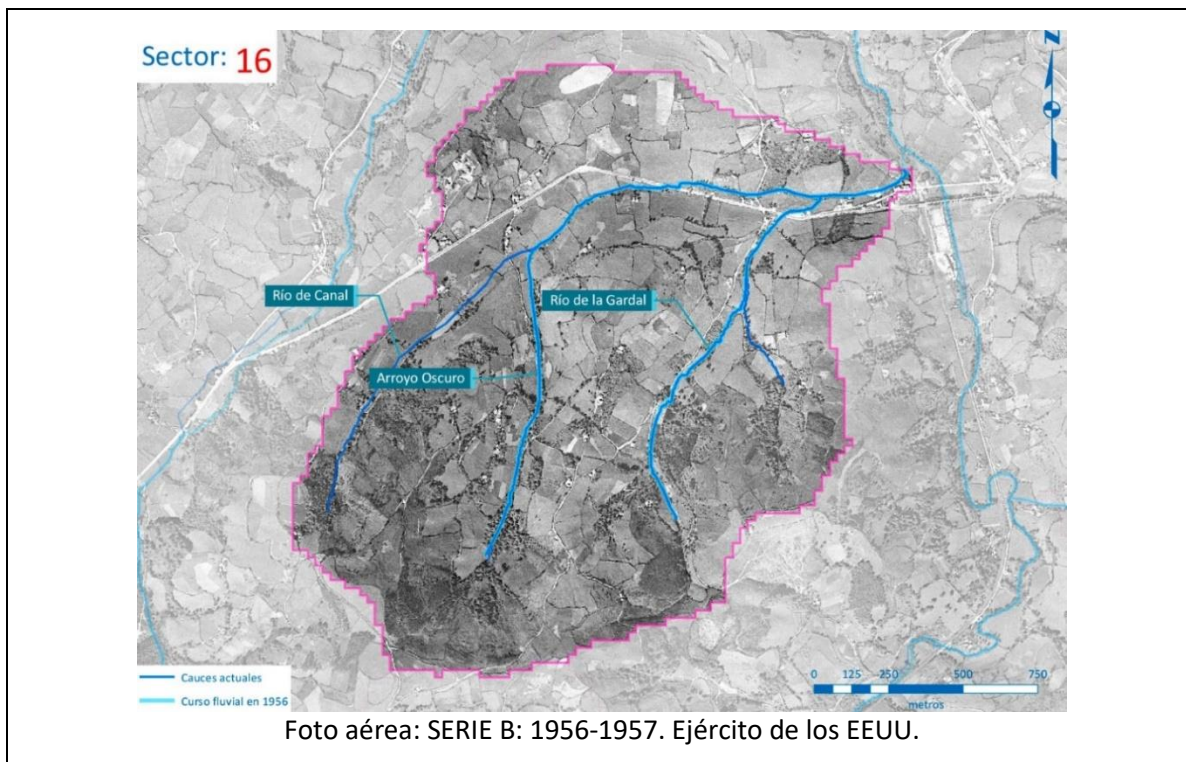 Sector: 16
N
Río de Canal
Río de la Gardal
Arroyo Oscuro
Cauces actuales
Curso fluvial en 1956
0 125 250 500 750
metros
Foto aérea: SERIE B: 1956-1957. Ejército de los EEUU.